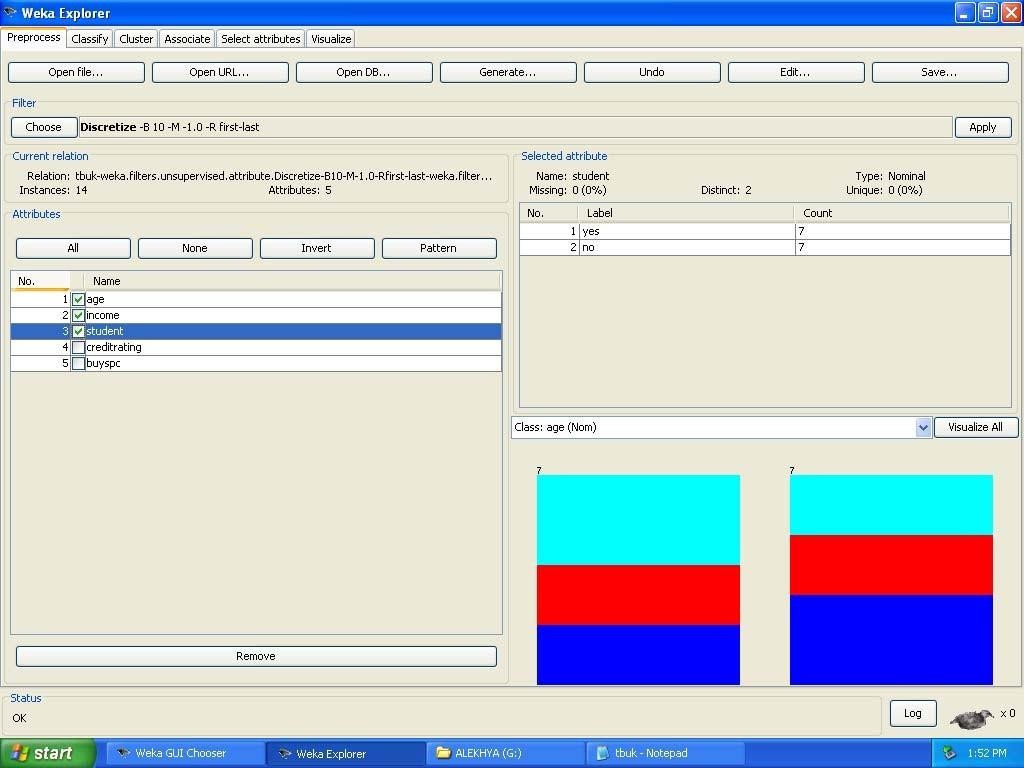 Weka Explorer
Preprocess Classify Cluster Associate Select attributes Visualize
Open file... Open URL... Open DB... Generate... Undo Edit... Save...
Filter
Choose Discretize -B 10 -M -1.0 -R first-last Apply
Current relation
Relation: tbuk-weka.filters.unsupervised.attribute.Discretize-B10-M-1.0-Rfirst-last-weka.filter...
Instances: 14 Attributes: 5
Selected attribute
Name: student Type: Nominal
Missing: 0 (0%) Distinct: 2 Unique: 0 (0%)
No. Label Count
1 yes 7
2 no 7
Attributes
All None Invert Pattern
No. Name
1 age
2 income
3 student
4 creditrating
5 buyspc
Remove
Class: age (Nom) Visualize All
7 7
Status
OK
Log x 0
start Weka GUI Chooser Weka Explorer ALEKHYA (G:) tbuk - Notepad 1:52 PM